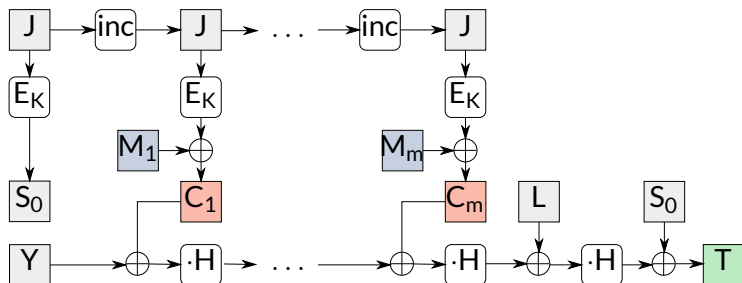 J inc J ... inc J
E_K E_K E_K
M_1 M_m
S_0 C_1 C_m L S_0
Y ·H ... ·H ·H T